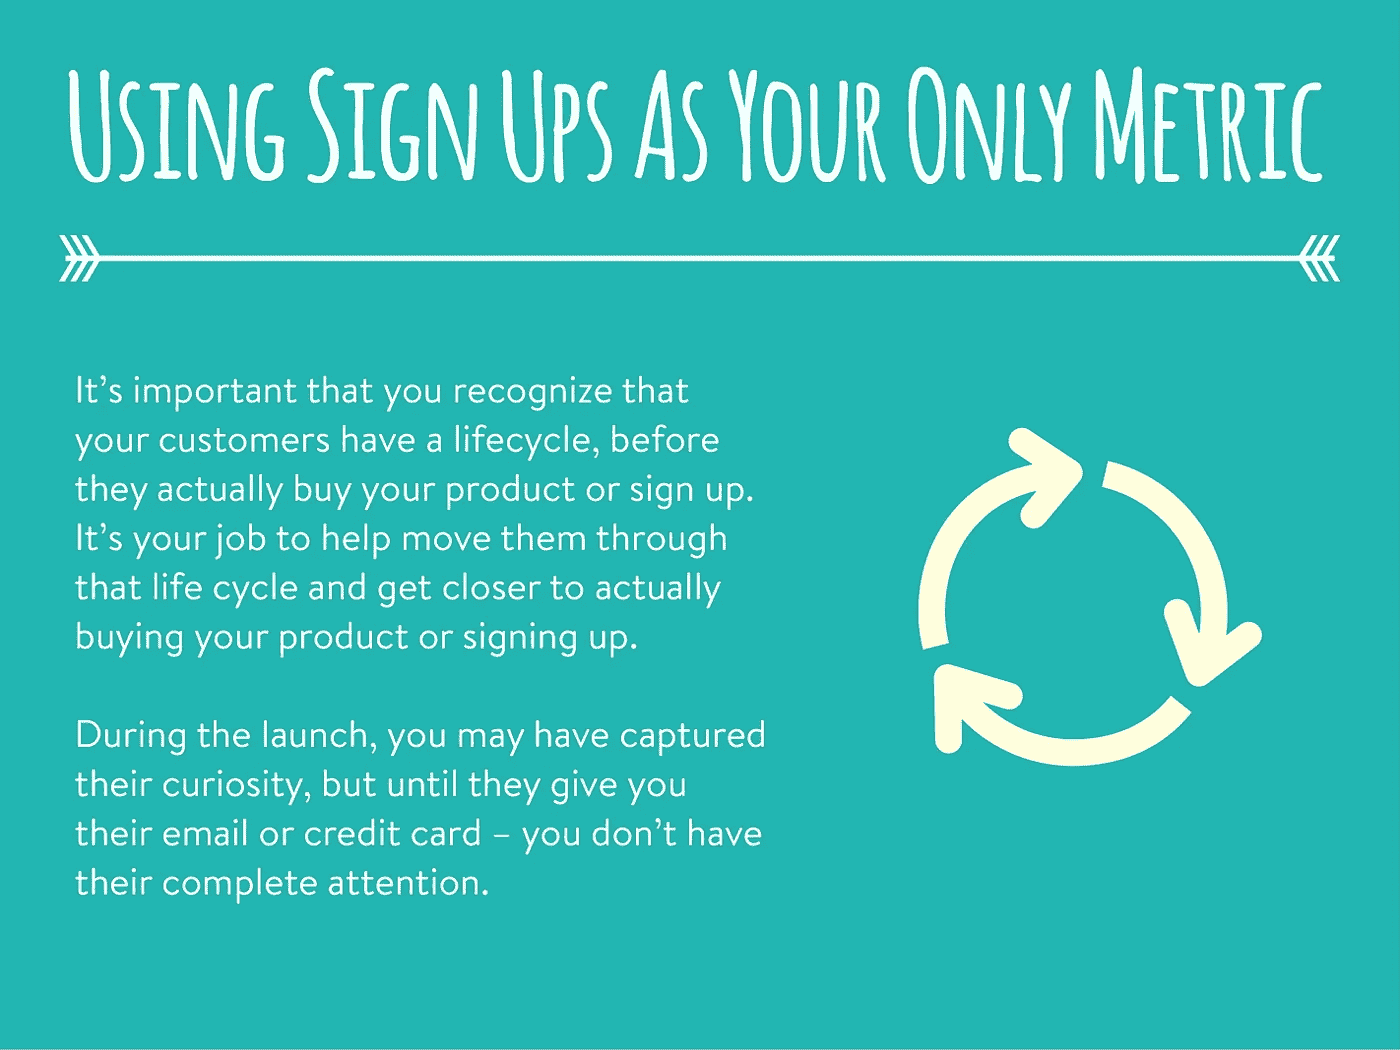 Using Sign Ups As Your Only Metric
It’s important that you recognize that
your customers have a lifecycle, before
they actually buy your product or sign up.
It’s your job to help move them through
that life cycle and get closer to actually
buying your product or signing up.
During the launch, you may have captured
their curiosity, but until they give you
their email or credit card – you don’t have
their complete attention.